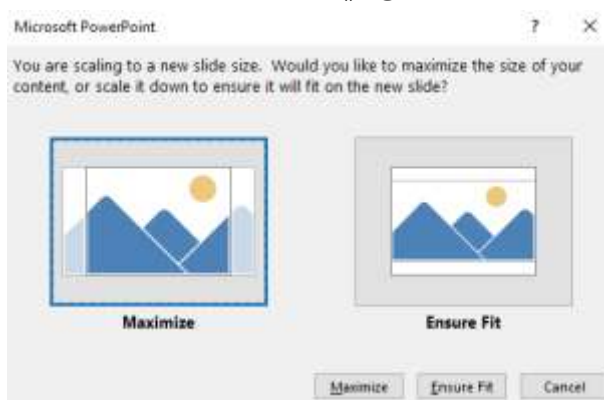 Microsoft PowerPoint ? ×
You are scaling to a new slide size. Would you like to maximize the size of your
content, or scale it down to ensure it will fit on the new slide?
Maximize Ensure Fit
Maximize Ensure Fit Cancel